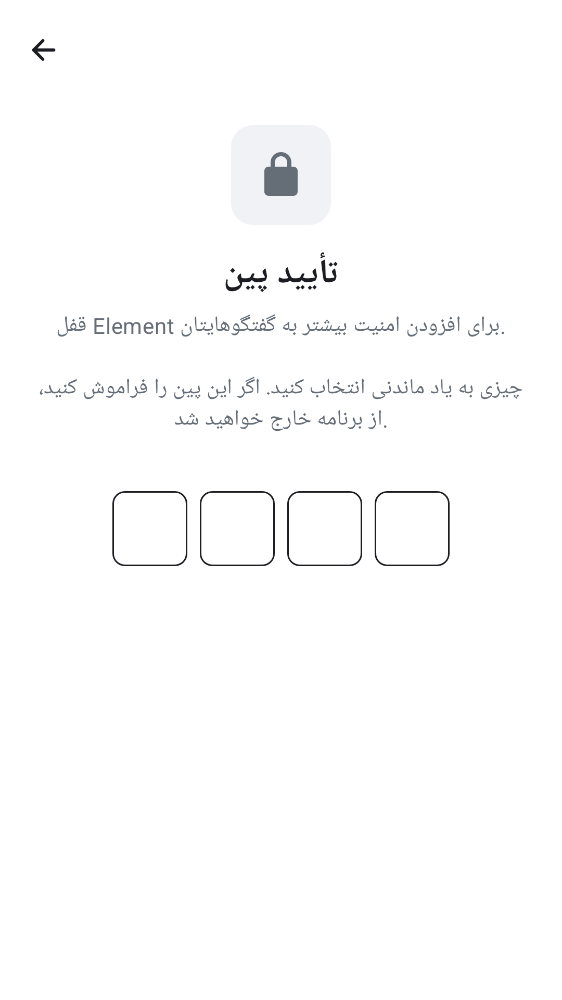 تأیید پین
قفل Element برای افزودن امنیت بیشتر به گفتگوهایتان.
چیزی به یاد ماندنی انتخاب کنید. اگر این پین را فراموش کنید،
از برنامه خارج خواهید شد.